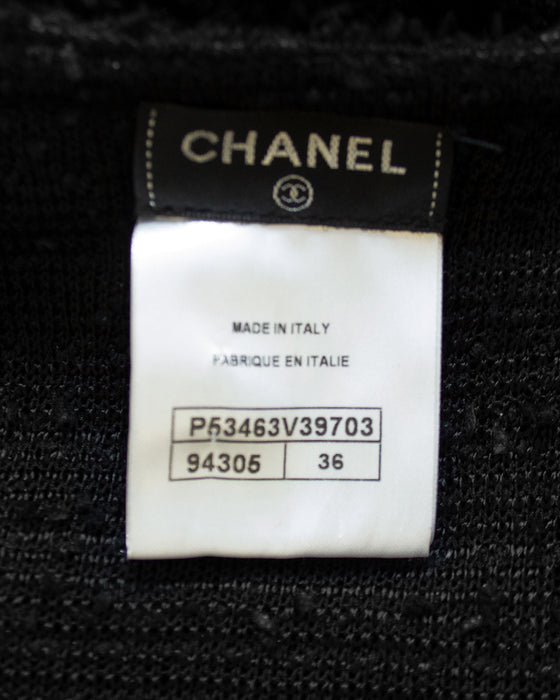 CHANEL
MADE IN ITALY
FABRIQUE EN ITALIE
P53463V39703
94305 36